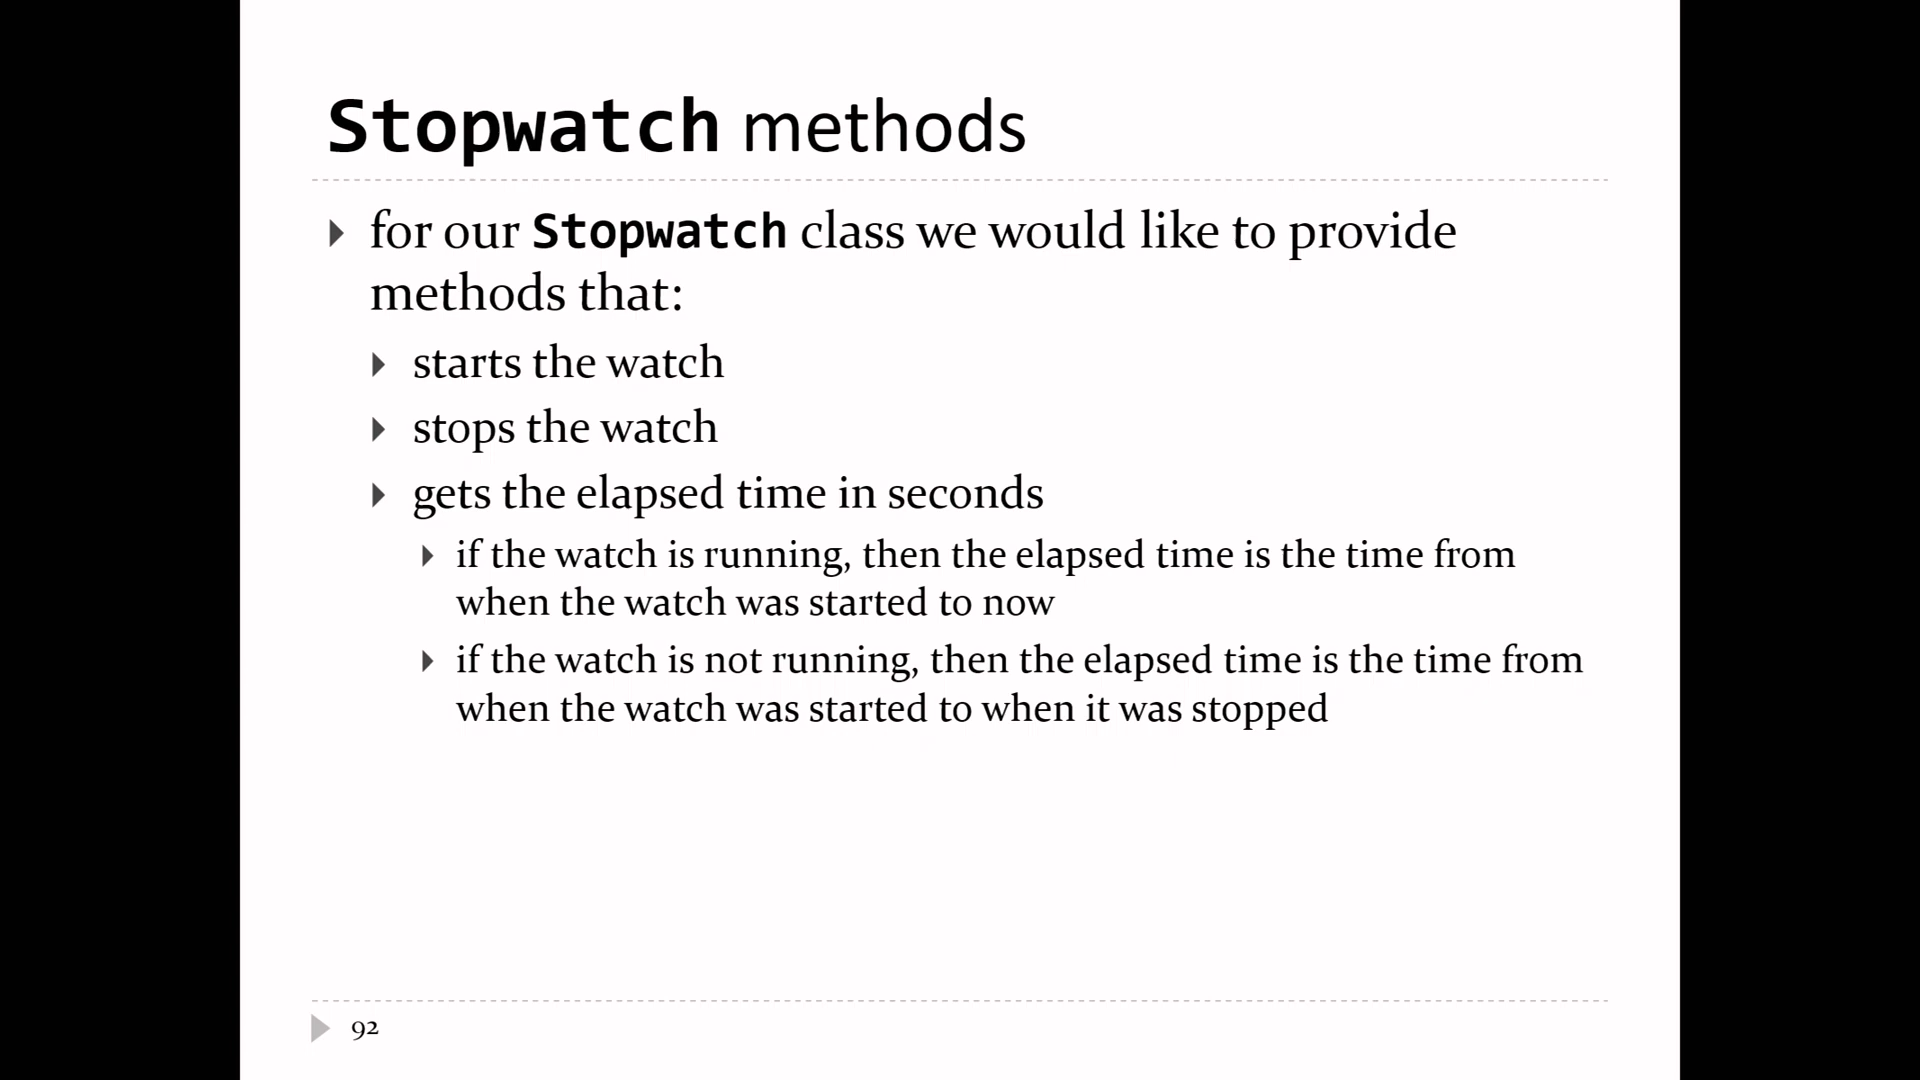 Stopwatch methods
for our Stopwatch class we would like to provide
methods that:
starts the watch
stops the watch
gets the elapsed time in seconds
if the watch is running, then the elapsed time is the time from
when the watch was started to now
if the watch is not running, then the elapsed time is the time from
when the watch was started to when it was stopped
92